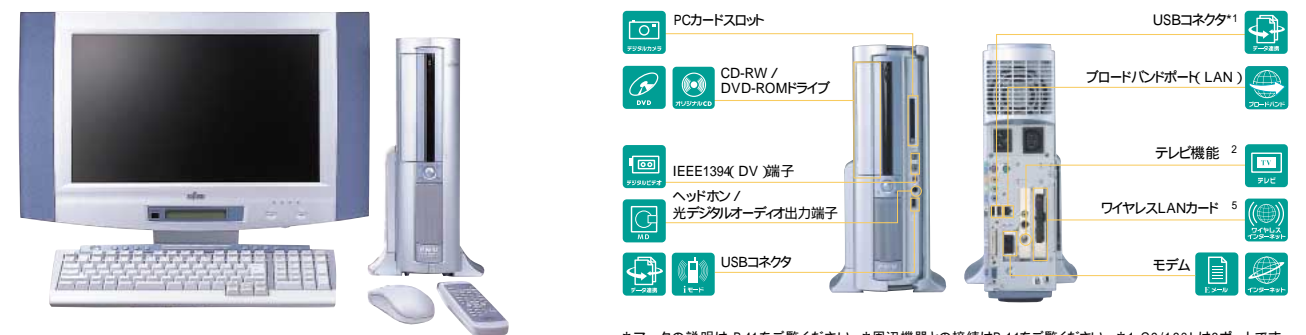 FUJITSU
PCカードスロット
デジタルカメラ
CD-RW /
DVD-ROMドライブ
DVD
オリジナルCD
IEEE1394( DV )端子
デジタルビデオ
ヘッドホン /
光デジタルオーディオ出力端子
MD
USBコネクタ
データ連携
iモード
USBコネクタ*1
データ連携
ブロードバンドポート( LAN )
ブロードバンド
テレビ機能 2
TV
テレビ
ワイヤレスLANカード 5
ワイヤレス
インターネット
モデム
Eメール
インターネット